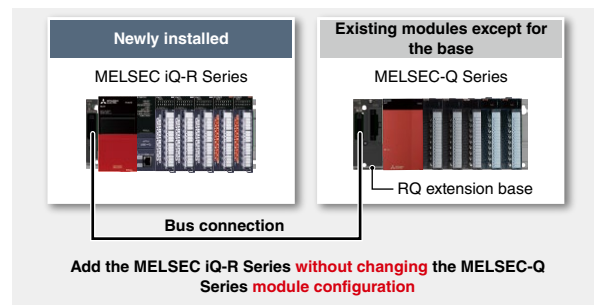 Newly installed
Existing modules except for
the base
MELSEC iQ-R Series
MELSEC-Q Series
RQ extension base
Bus connection
Add the MELSEC iQ-R Series without changing the MELSEC-Q
Series module configuration